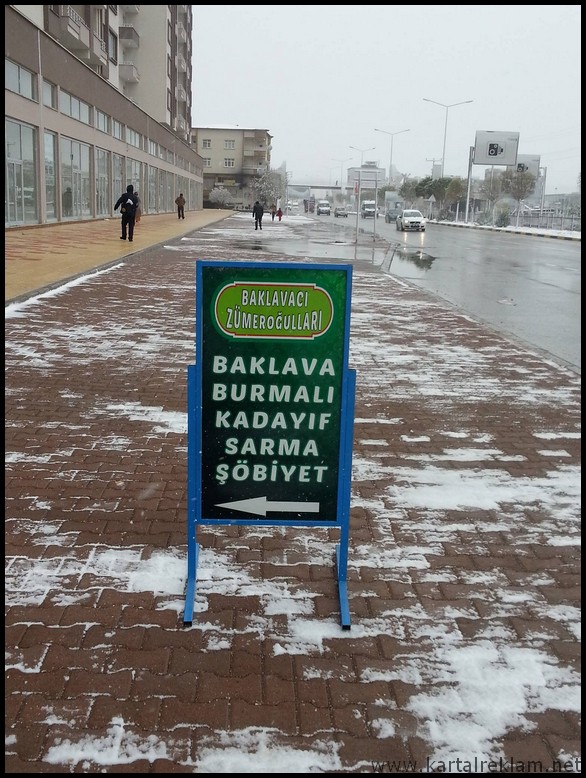 BAKLAVACI
ZÜMEROĞULLARI
BAKLAVA
BURMALI
KADAYIF
SARMA
ŞÖBİYET
www.kartalreklam.net